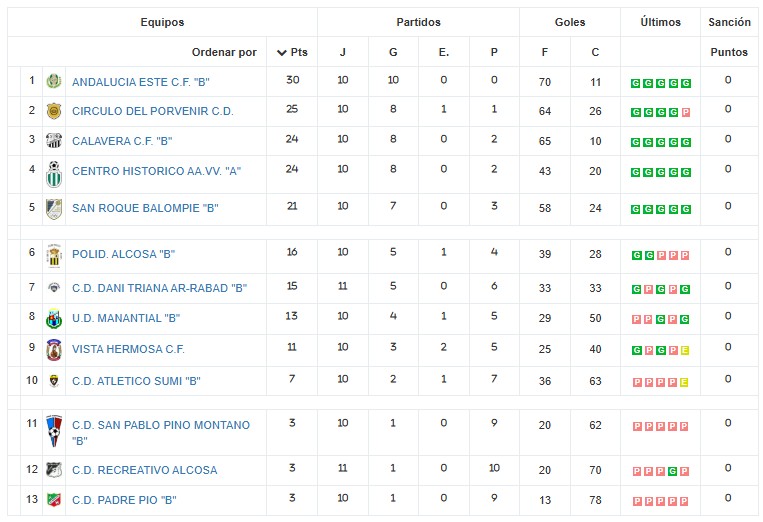 Equipos Partidos Goles Últimos Sanción
Ordenar por Pts J G E. P F C Puntos
1 ANDALUCIA ESTE C.F. "B" 30 10 10 0 0 70 11 G G G G G 0
2 CIRCULO DEL PORVENIR C.D. 25 10 8 1 1 64 26 G G G G P 0
3 CALAVERA C.F. "B" 24 10 8 0 2 65 10 G G G G G 0
4 CENTRO HISTORICO AA.VV. "A" 24 10 8 0 2 43 20 G G G G G 0
5 SAN ROQUE BALOMPIE "B" 21 10 7 0 3 58 24 G G G G G 0
6 POLID. ALCOSA "B" 16 10 5 1 4 39 28 G G P P P 0
7 C.D. DANI TRIANA AR-RABAD "B" 15 11 5 0 6 33 33 G P G P G 0
8 U.D. MANANTIAL "B" 13 10 4 1 5 29 50 P P G P G 0
9 VISTA HERMOSA C.F. 11 10 3 2 5 25 40 G P G P E 0
10 C.D. ATLETICO SUMI "B" 7 10 2 1 7 36 63 P P P P E 0
11 C.D. SAN PABLO PINO MONTANO 3 10 1 0 9 20 62 P P P P P 0
"B"
12 C.D. RECREATIVO ALCOSA 3 11 1 0 10 20 70 P P P G P 0
13 C.D. PADRE PIO "B" 3 10 1 0 9 13 78 P P P P P 0